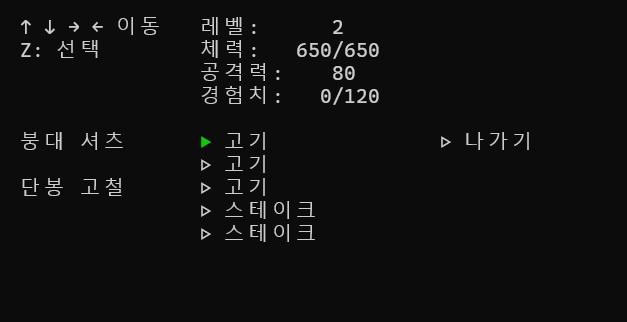 ↑ ↓ → ← 이동 레벨: 2
Z: 선택 체력: 650/650
공격력: 80
경험치: 0/120
붕대 셔츠 ▶ 고기 ▷ 나가기
▷ 고기
단봉 고철 ▷ 고기
▷ 스테이크
▷ 스테이크